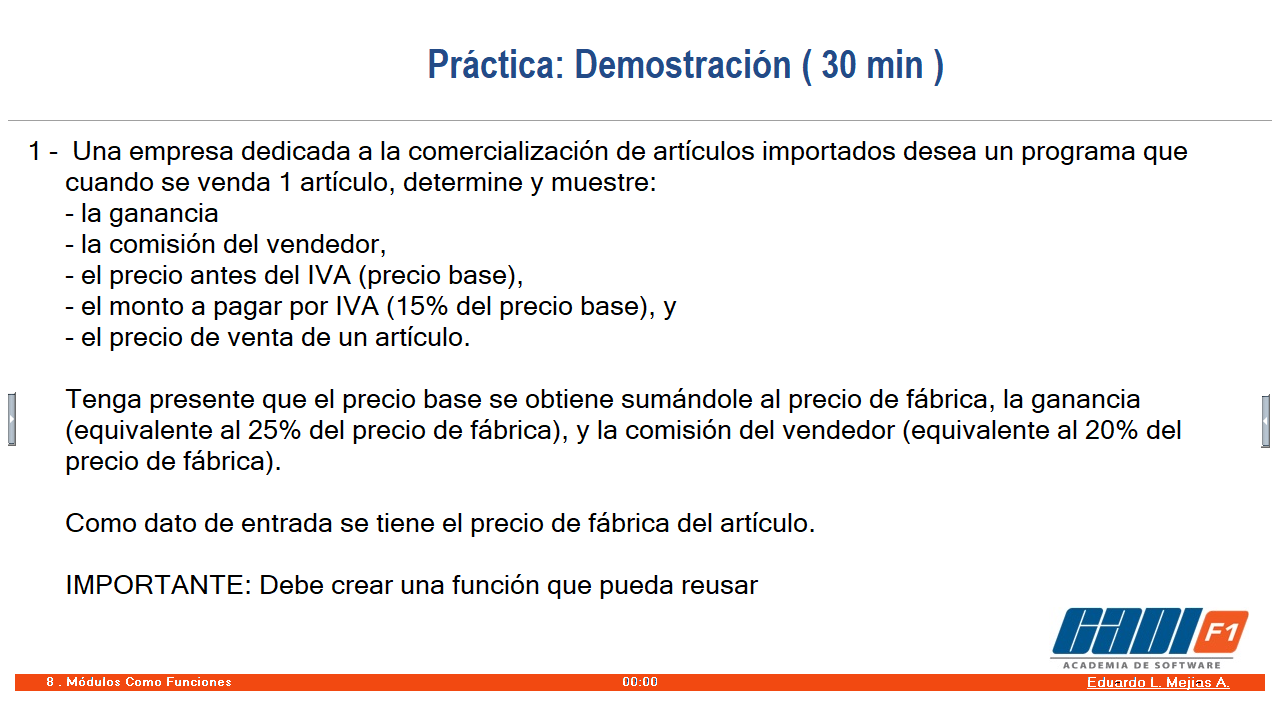 Práctica: Demostración ( 30 min )
1 - Una empresa dedicada a la comercialización de artículos importados desea un programa que
cuando se venda 1 artículo, determine y muestre:
- la ganancia
- la comisión del vendedor,
- el precio antes del IVA (precio base),
- el monto a pagar por IVA (15% del precio base), y
- el precio de venta de un artículo.
Tenga presente que el precio base se obtiene sumándole al precio de fábrica, la ganancia
(equivalente al 25% del precio de fábrica), y la comisión del vendedor (equivalente al 20% del
precio de fábrica).
Como dato de entrada se tiene el precio de fábrica del artículo.
IMPORTANTE: Debe crear una función que pueda reusar
CADI F1
ACADEMIA DE SOFTWARE
8 . Módulos Como Funciones
00:00
Eduardo L. Mejias A.